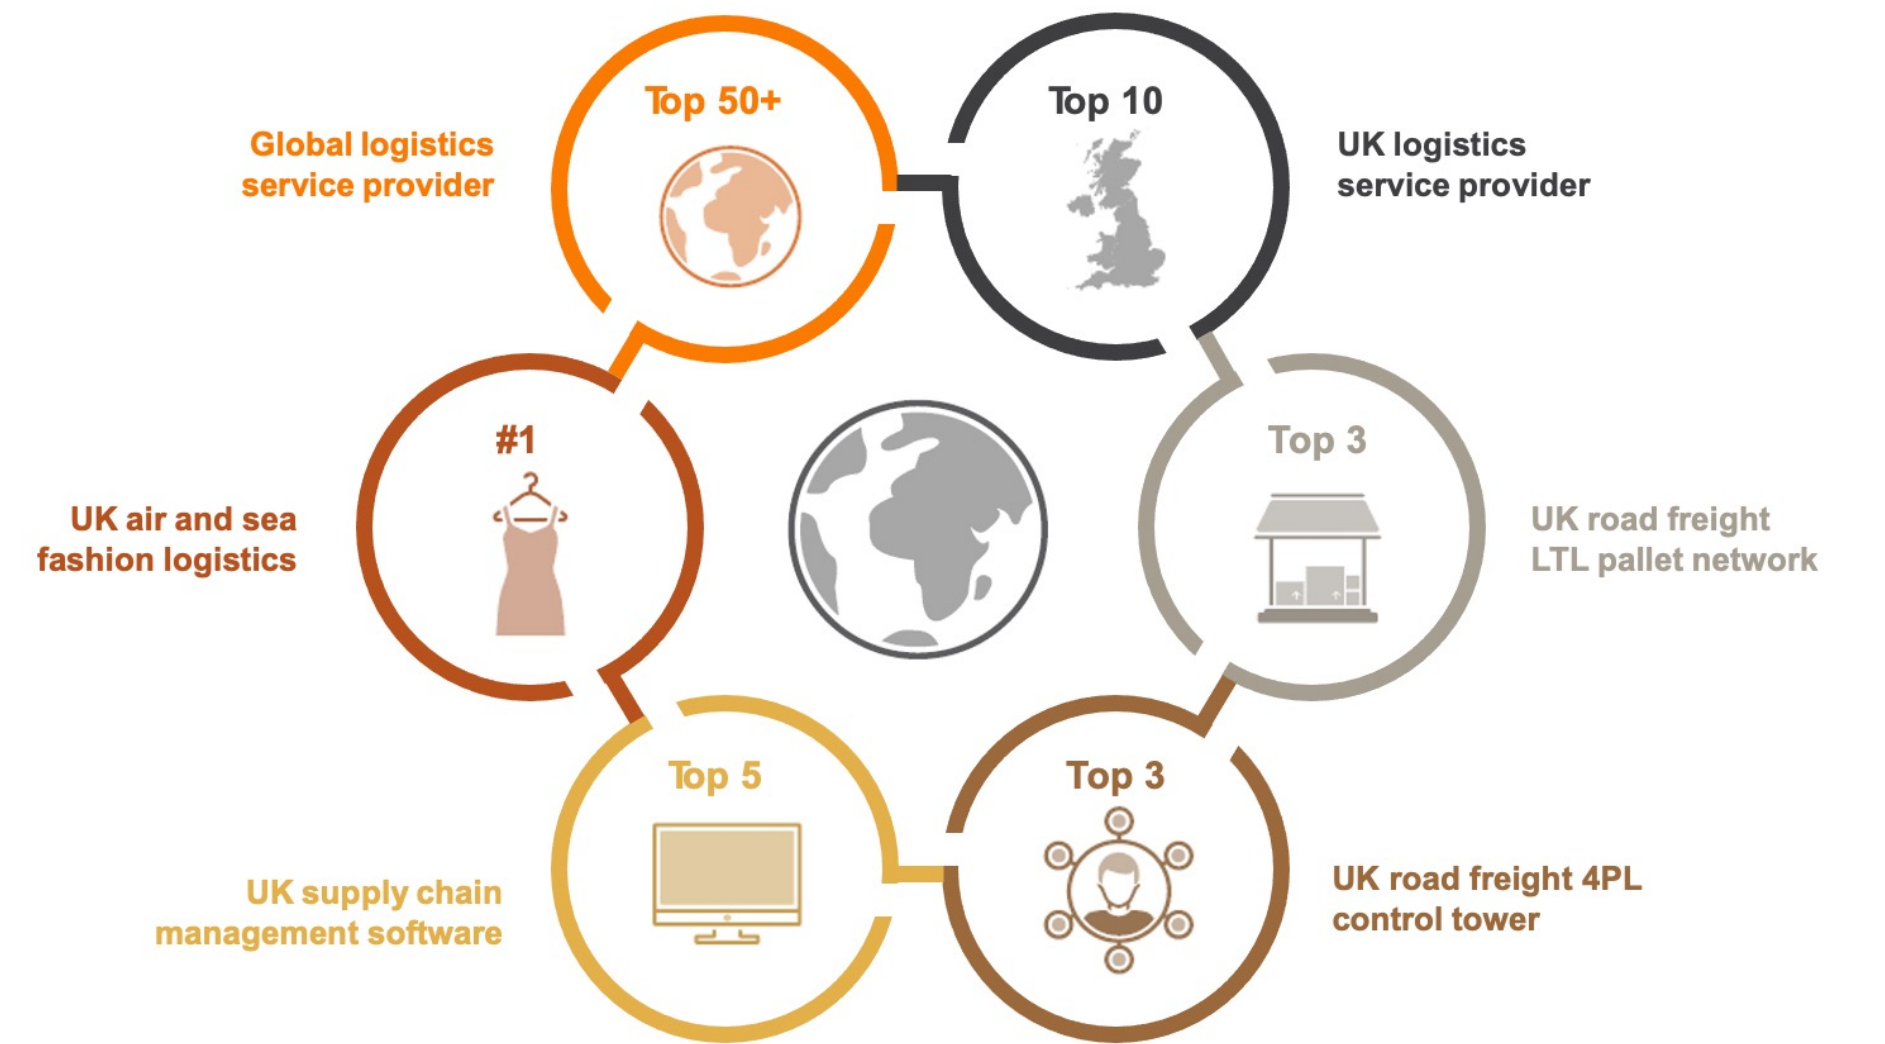 Top 50+
Global logistics
service provider
Top 10
UK logistics
service provider
#1
UK air and sea
fashion logistics
Top 3
UK road freight
LTL pallet network
Top 5
UK supply chain
management software
Top 3
UK road freight 4PL
control tower